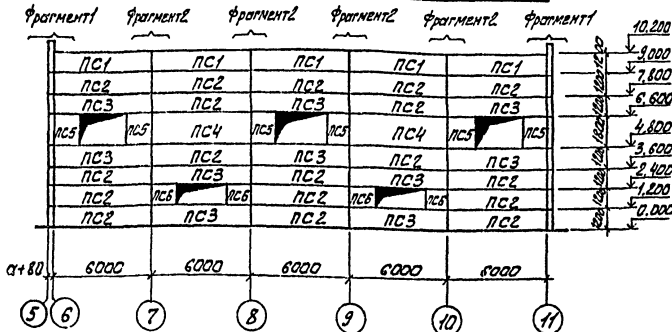 Фрагмент1 Фрагмент2 Фрагмент2 Фрагмент2 Фрагмент2 Фрагмент1
10,200
ПС1 ПС1 ПС1 ПС1 ПС1 1200 9,000
ПС2 ПС2 ПС2 ПС2 ПС2 1200 7,800
ПС3 ПС2 ПС3 ПС2 ПС3 1200 6,600
ПС5 ПС5 ПС4 ПС5 ПС5 ПС4 ПС5 ПС5 1800 4,800
ПС3 ПС2 ПС3 ПС2 ПС3 1200 3,600
ПС2 ПС3 ПС2 ПС3 ПС2 1200 2,400
ПС2 ПС6 ПС6 ПС2 ПС6 ПС6 ПС2 1200 1,200
ПС2 ПС3 ПС2 ПС3 ПС2 1200 0.000
а+80 6000 6000 6000 6000 6000
5 6 7 8 9 10 11